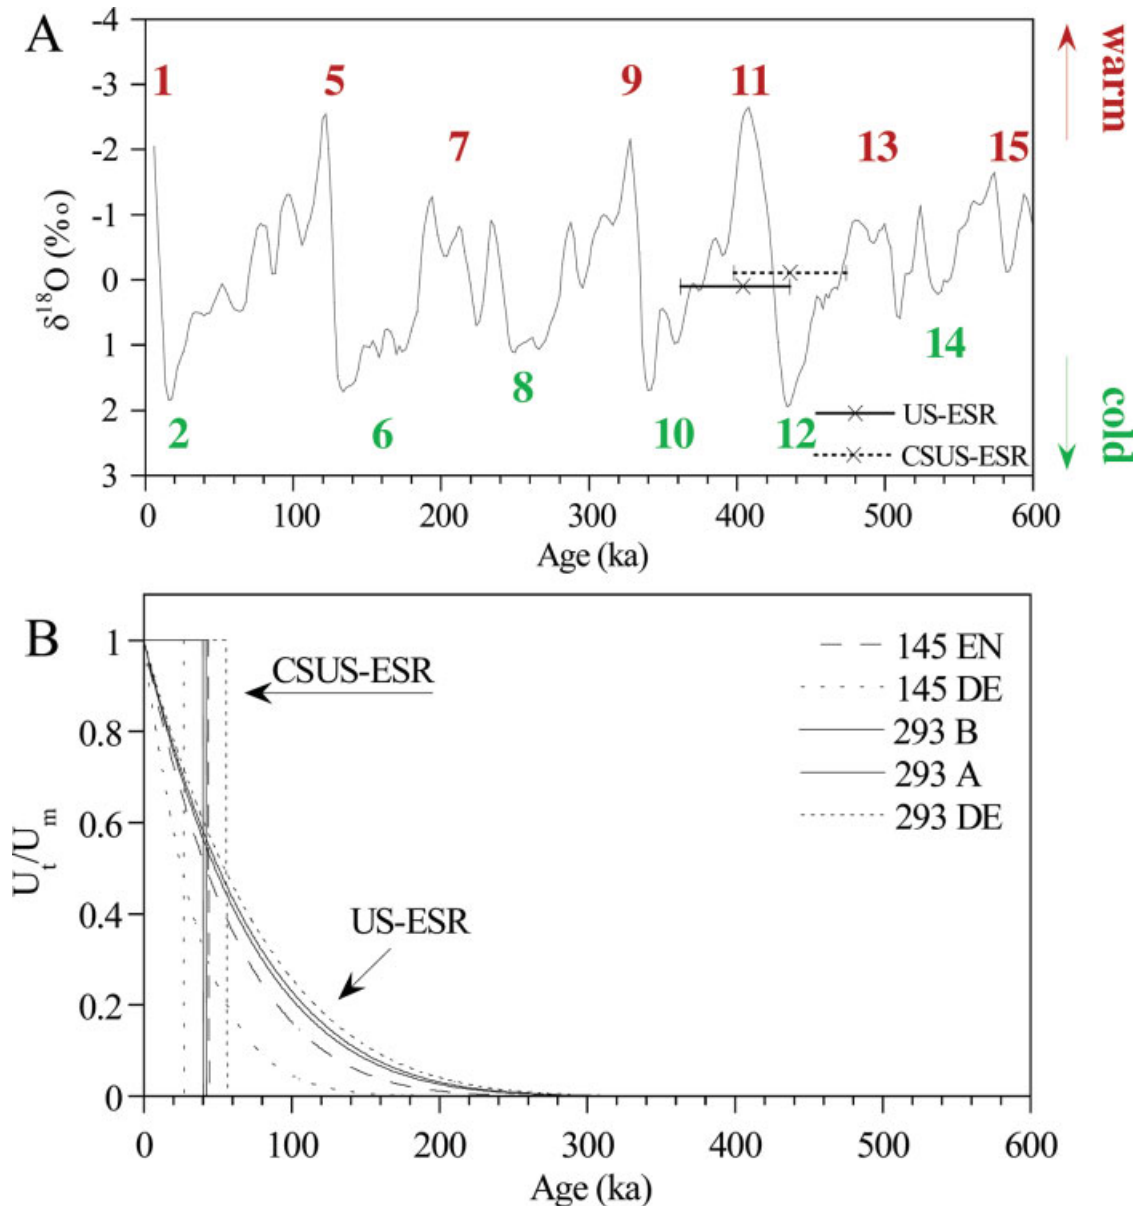 A
-4
-3
-2
-1
0
1
2
3
δ18O (‰)
1
5
9
11
7
13
15
14
8
2
6
10
12
US-ESR
CSUS-ESR
warm
cold
0
100
200
300
400
500
600
Age (ka)
B
1
0.8
0.6
0.4
0.2
0
Ut/Um
CSUS-ESR
US-ESR
145 EN
145 DE
293 B
293 A
293 DE
0
100
200
300
400
500
600
Age (ka)